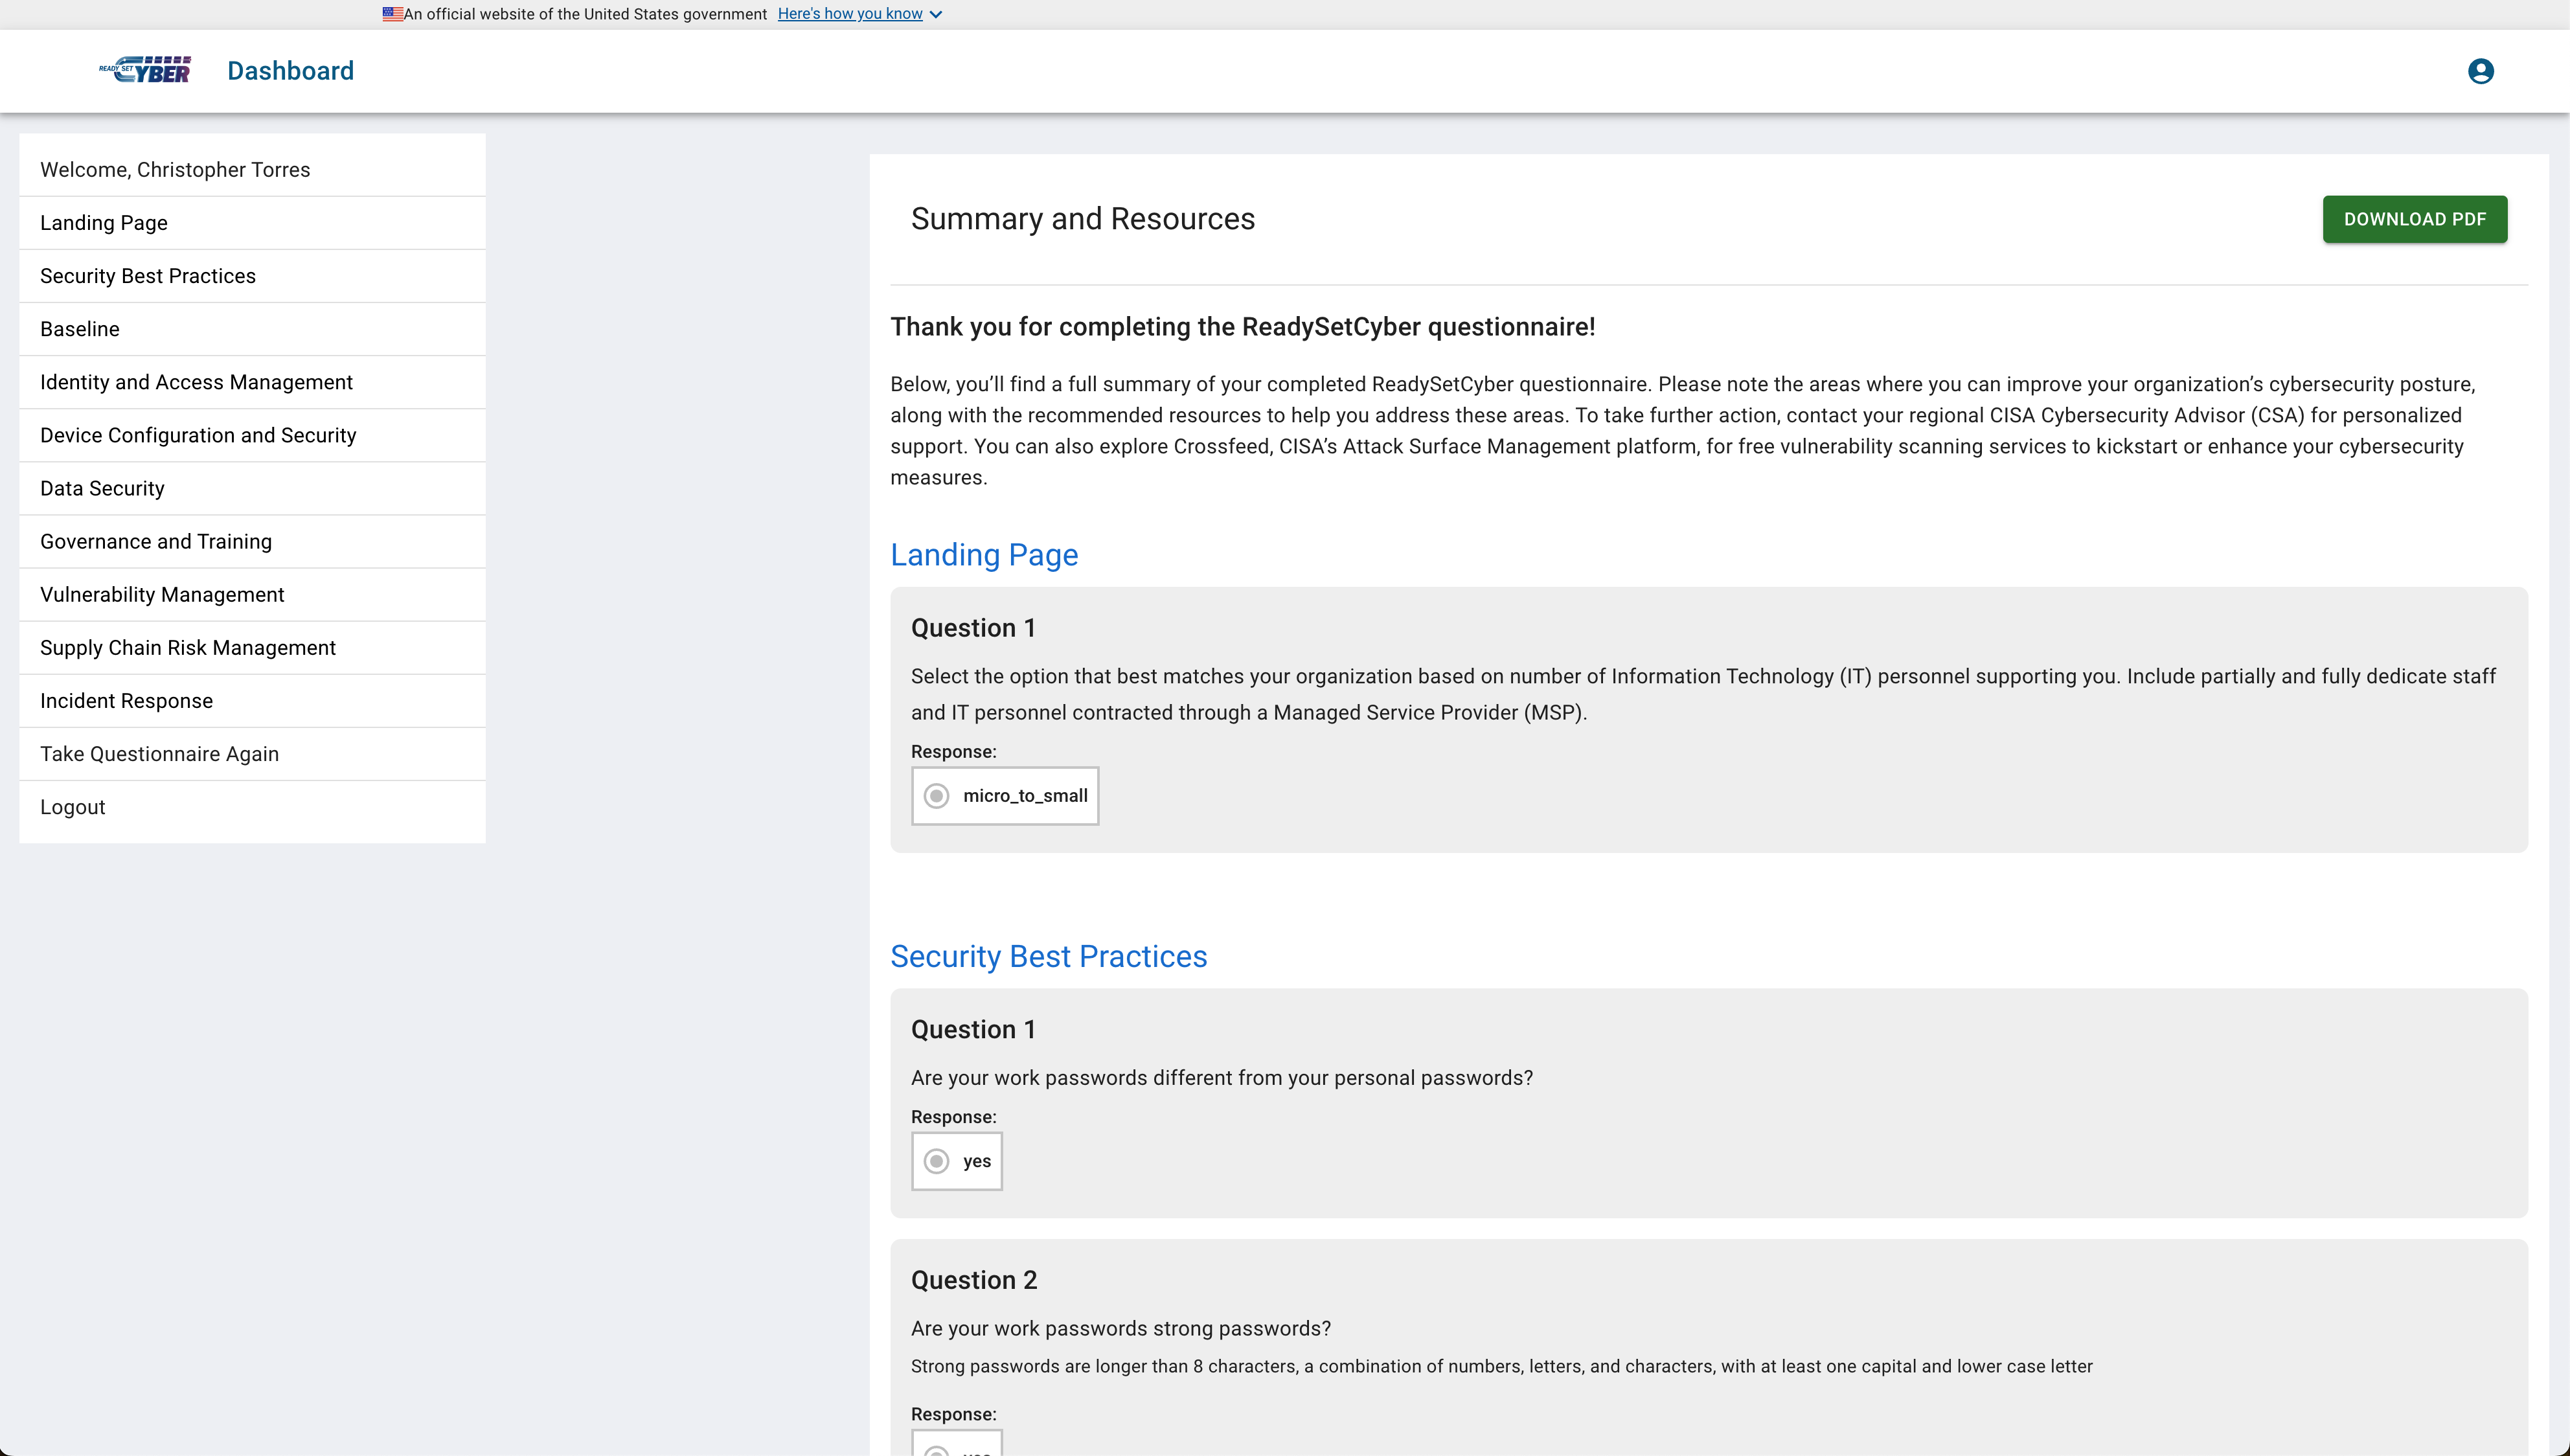 An official website of the United States government Here's how you know
READY SET CYBER Dashboard
Welcome, Christopher Torres
Landing Page
Security Best Practices
Baseline
Identity and Access Management
Device Configuration and Security
Data Security
Governance and Training
Vulnerability Management
Supply Chain Risk Management
Incident Response
Take Questionnaire Again
Logout
Summary and Resources
DOWNLOAD PDF
Thank you for completing the ReadySetCyber questionnaire!
Below, you’ll find a full summary of your completed ReadySetCyber questionnaire. Please note the areas where you can improve your organization’s cybersecurity posture,
along with the recommended resources to help you address these areas. To take further action, contact your regional CISA Cybersecurity Advisor (CSA) for personalized
support. You can also explore Crossfeed, CISA’s Attack Surface Management platform, for free vulnerability scanning services to kickstart or enhance your cybersecurity
measures.
Landing Page
Question 1
Select the option that best matches your organization based on number of Information Technology (IT) personnel supporting you. Include partially and fully dedicate staff
and IT personnel contracted through a Managed Service Provider (MSP).
Response:
micro_to_small
Security Best Practices
Question 1
Are your work passwords different from your personal passwords?
Response:
yes
Question 2
Are your work passwords strong passwords?
Strong passwords are longer than 8 characters, a combination of numbers, letters, and characters, with at least one capital and lower case letter
Response: